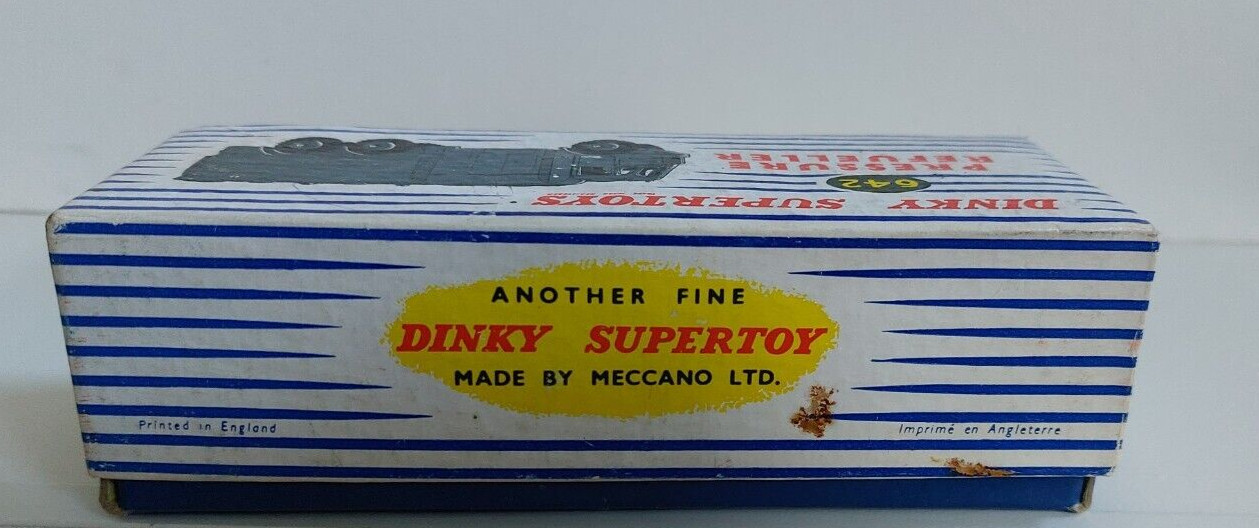 PRESSURE
REFUELLER
642
DINKY SUPERTOYS
ANOTHER FINE
DINKY SUPERTOY
MADE BY MECCANO LTD.
Printed in England
Imprimé en Angleterre